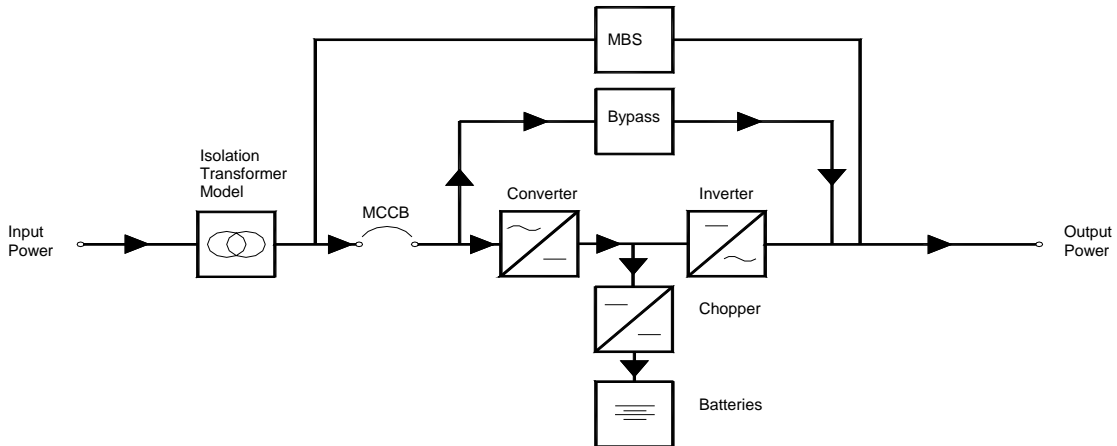 MBS
Bypass
Isolation
Transformer
Model
MCCB
Converter
Inverter
Input
Power
Output
Power
Chopper
Batteries